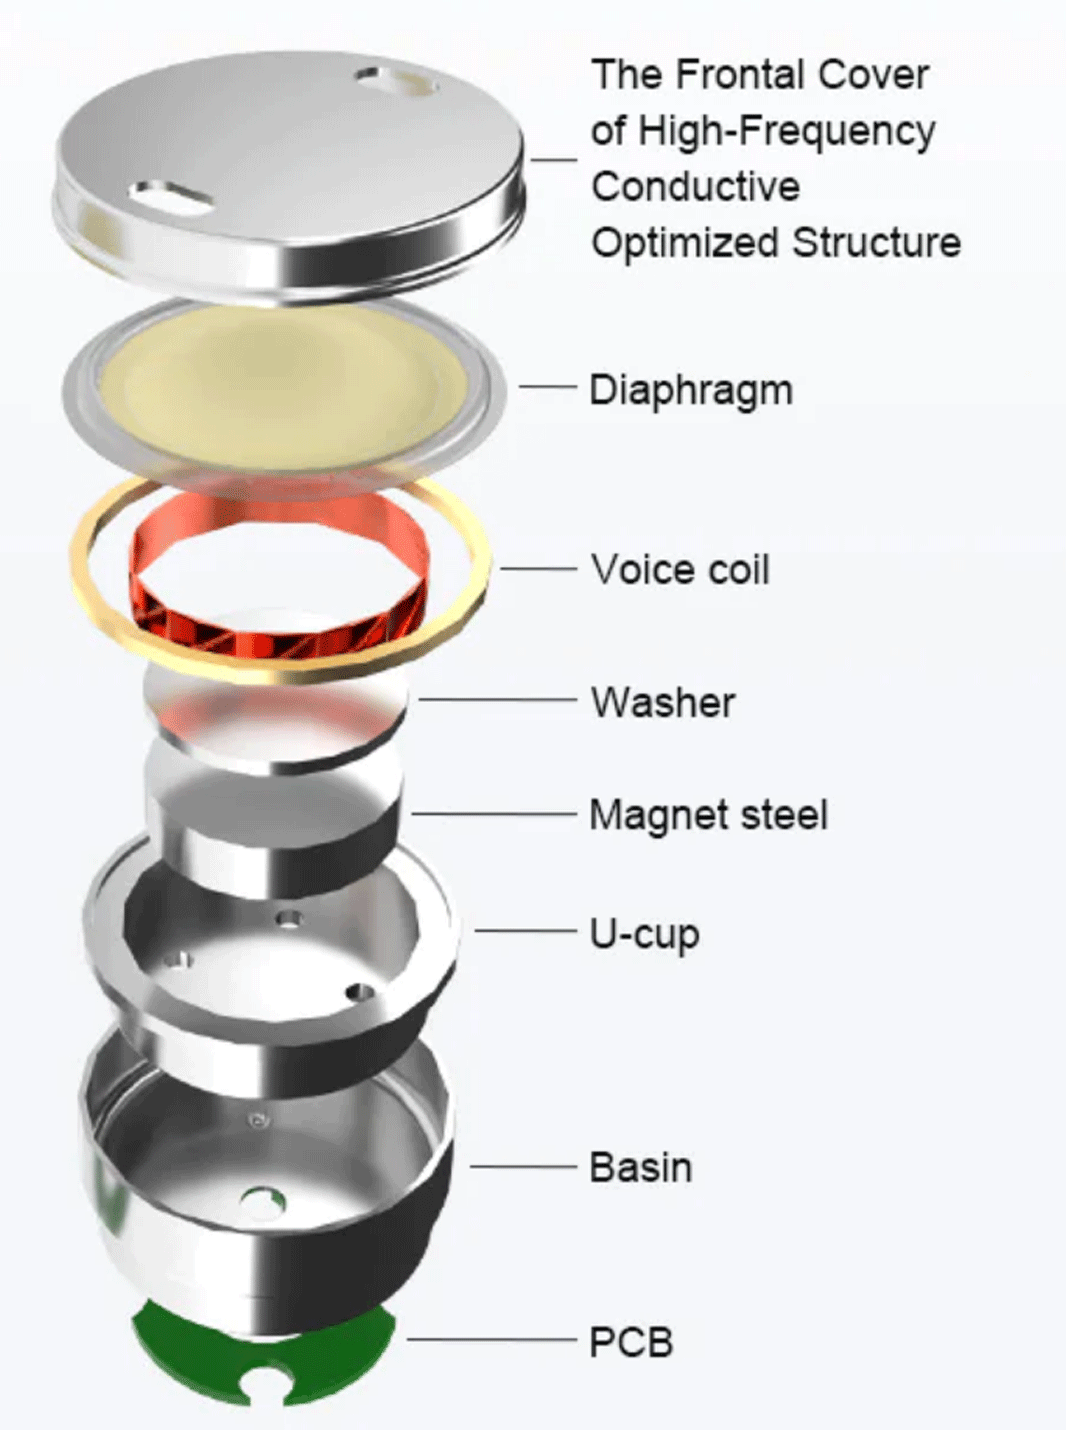 The Frontal Cover
of High-Frequency
Conductive
Optimized Structure
Diaphragm
Voice coil
Washer
Magnet steel
U-cup
Basin
PCB